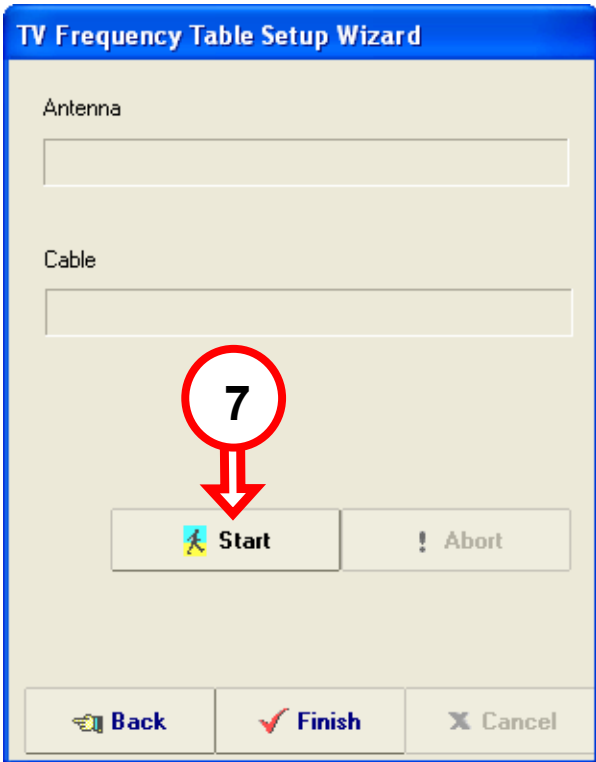 TV Frequency Table Setup Wizard
Antenna
Cable
7
Start ! Abort
Back Finish X Cancel